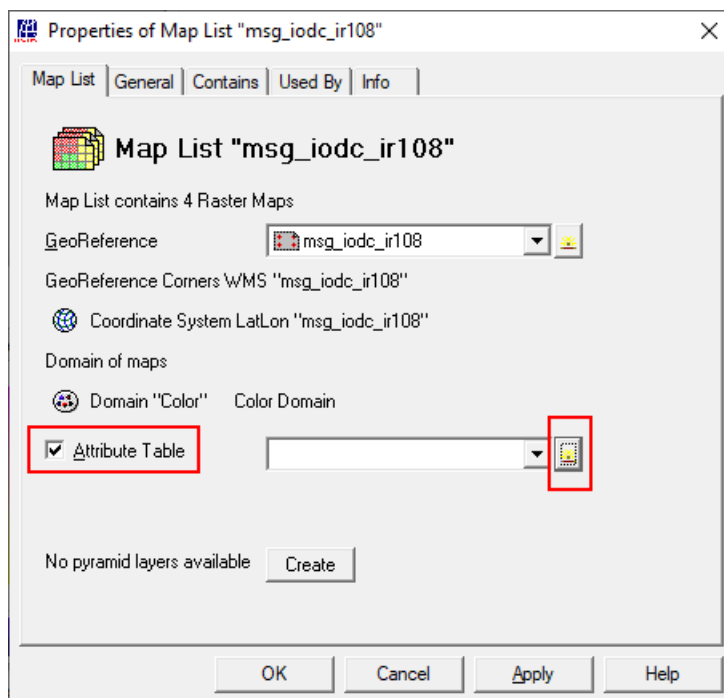 Properties of Map List "msg_iodc_ir108"
Map List General Contains Used By Info
Map List "msg_iodc_ir108"
Map List contains 4 Raster Maps
GeoReference msg_iodc_ir108
GeoReference Corners WMS "msg_iodc_ir108"
Coordinate System LatLon "msg_iodc_ir108"
Domain of maps
Domain "Color" Color Domain
Attribute Table
No pyramid layers available Create
OK Cancel Apply Help